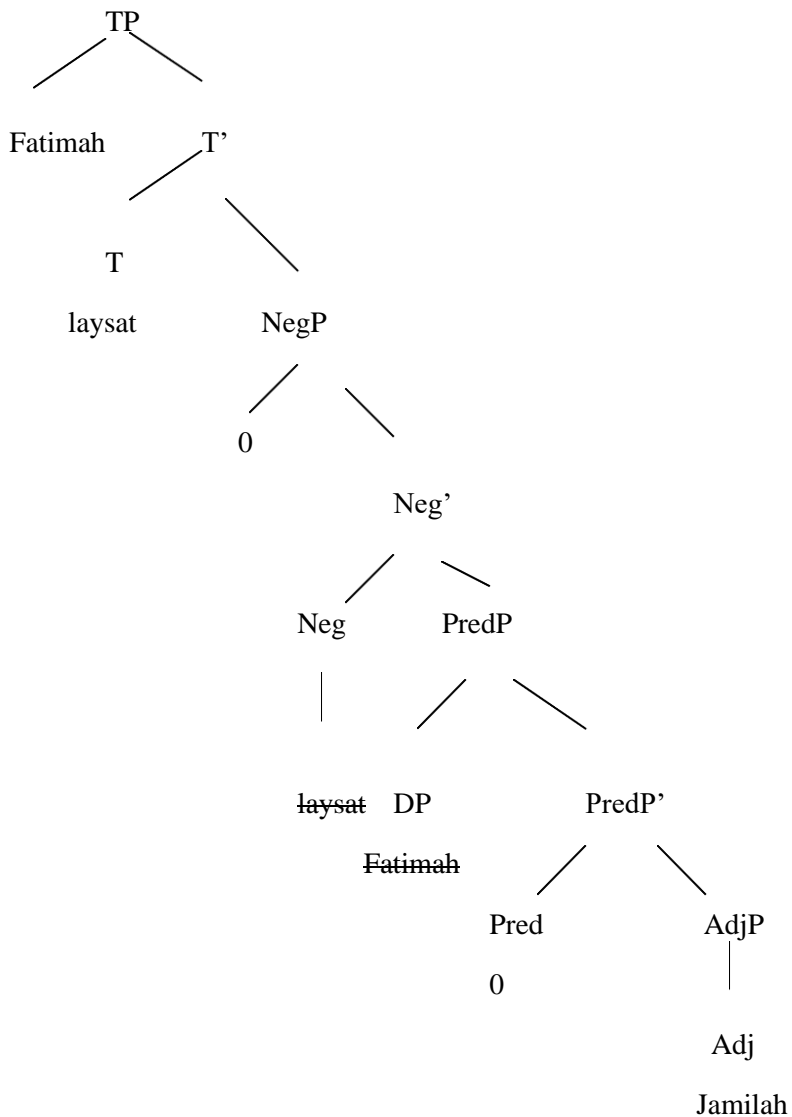 TP
Fatimah T’
T
laysat NegP
0
Neg’
Neg PredP
laysat DP PredP’
Fatimah
Pred AdjP
0
Adj
Jamilah